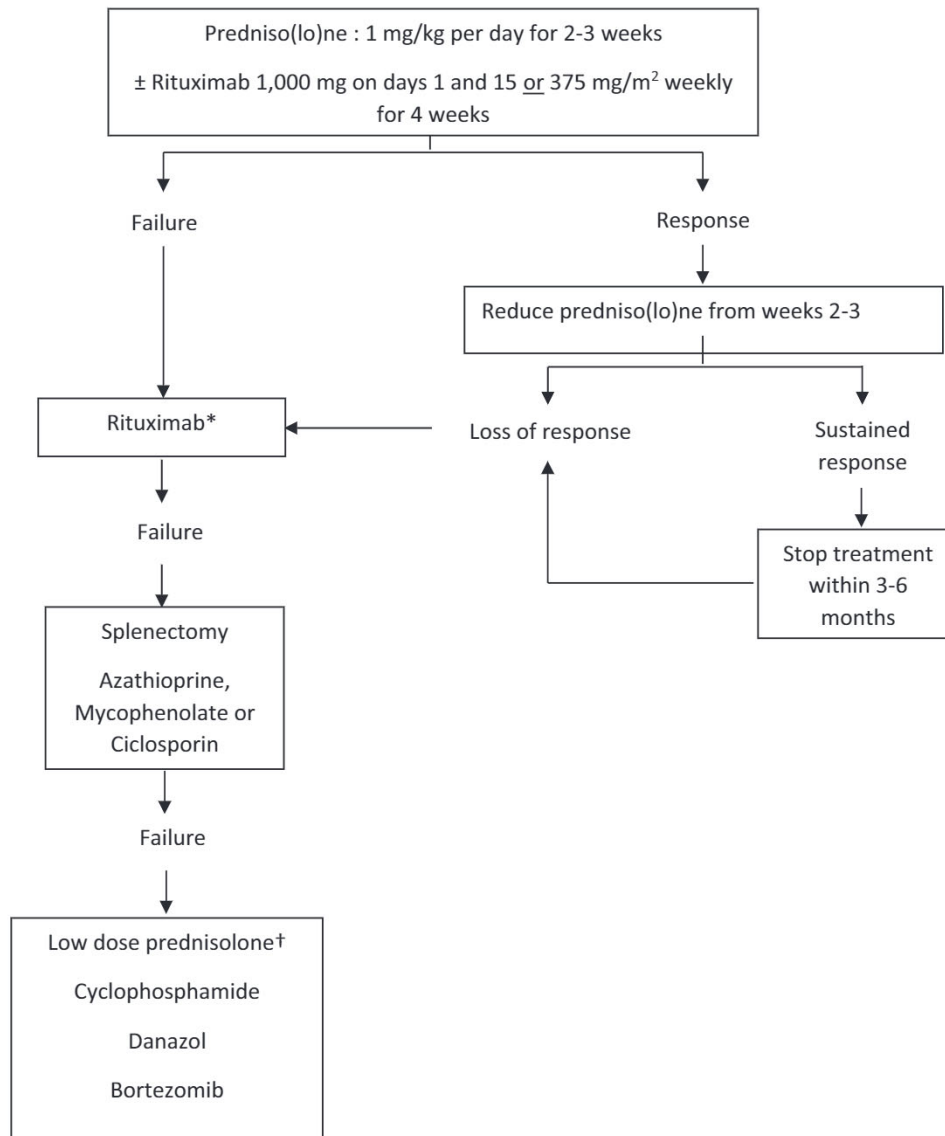 Predniso(lo)ne : 1 mg/kg per day for 2-3 weeks
± Rituximab 1,000 mg on days 1 and 15 or 375 mg/m² weekly
for 4 weeks
Failure
Response
Reduce predniso(lo)ne from weeks 2-3
Rituximab*
Loss of response
Sustained
response
Failure
Stop treatment
within 3-6
months
Splenectomy
Azathioprine,
Mycophenolate or
Ciclosporin
Failure
Low dose prednisolone†
Cyclophosphamide
Danazol
Bortezomib